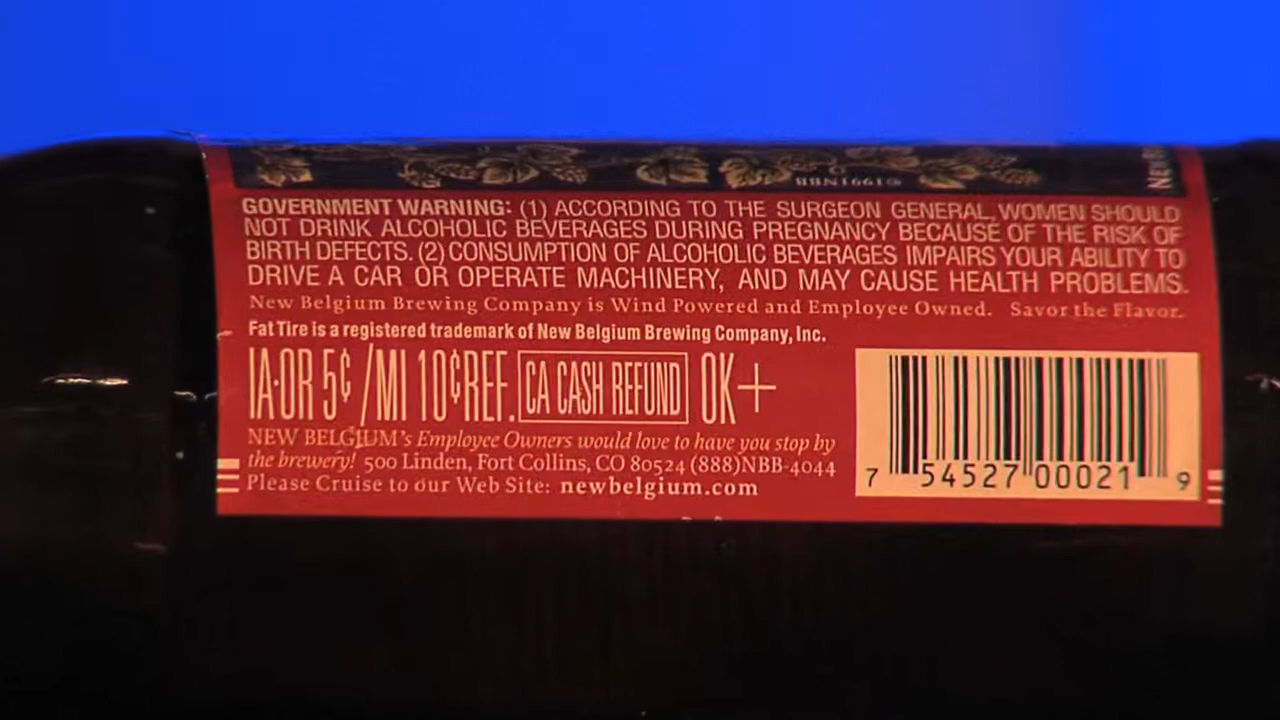 ©1991NBB
GOVERNMENT WARNING: (1) ACCORDING TO THE SURGEON GENERAL, WOMEN SHOULD
NOT DRINK ALCOHOLIC BEVERAGES DURING PREGNANCY BECAUSE OF THE RISK OF
BIRTH DEFECTS. (2) CONSUMPTION OF ALCOHOLIC BEVERAGES IMPAIRS YOUR ABILITY TO
DRIVE A CAR OR OPERATE MACHINERY, AND MAY CAUSE HEALTH PROBLEMS.
New Belgium Brewing Company is Wind Powered and Employee Owned. Savor the Flavor.
Fat Tire is a registered trademark of New Belgium Brewing Company, Inc.
IA·OR 5¢ /MI 10¢REF. CA CASH REFUND OK+
NEW BELGIUM's Employee Owners would love to have you stop by
the brewery! 500 Linden, Fort Collins, CO 80524 (888)NBB-4044
Please Cruise to our Web Site: newbelgium.com
7 54527 00021 9